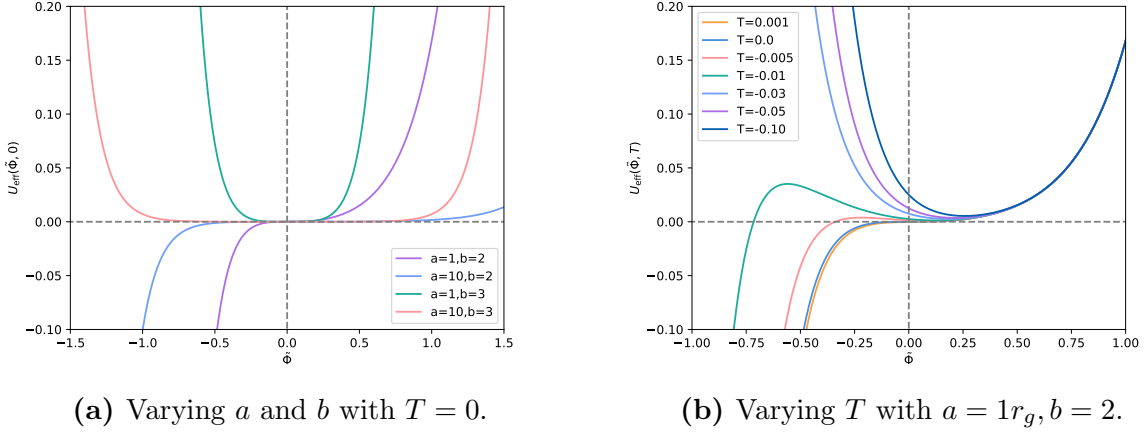 0.20
0.15
0.10
0.05
0.00
−0.05
−0.10
U_eff(Φ̃, 0)
a=1,b=2
a=10,b=2
a=1,b=3
a=10,b=3
−1.5 −1.0 −0.5 0.0 0.5 1.0 1.5
Φ̃
(a) Varying a and b with T = 0.
0.20
0.15
0.10
0.05
0.00
−0.05
−0.10
U_eff(Φ̃, T)
T=0.001
T=0.0
T=-0.005
T=-0.01
T=-0.03
T=-0.05
T=-0.10
−1.00 −0.75 −0.50 −0.25 0.00 0.25 0.50 0.75 1.00
Φ̃
(b) Varying T with a = 1r_g, b = 2.